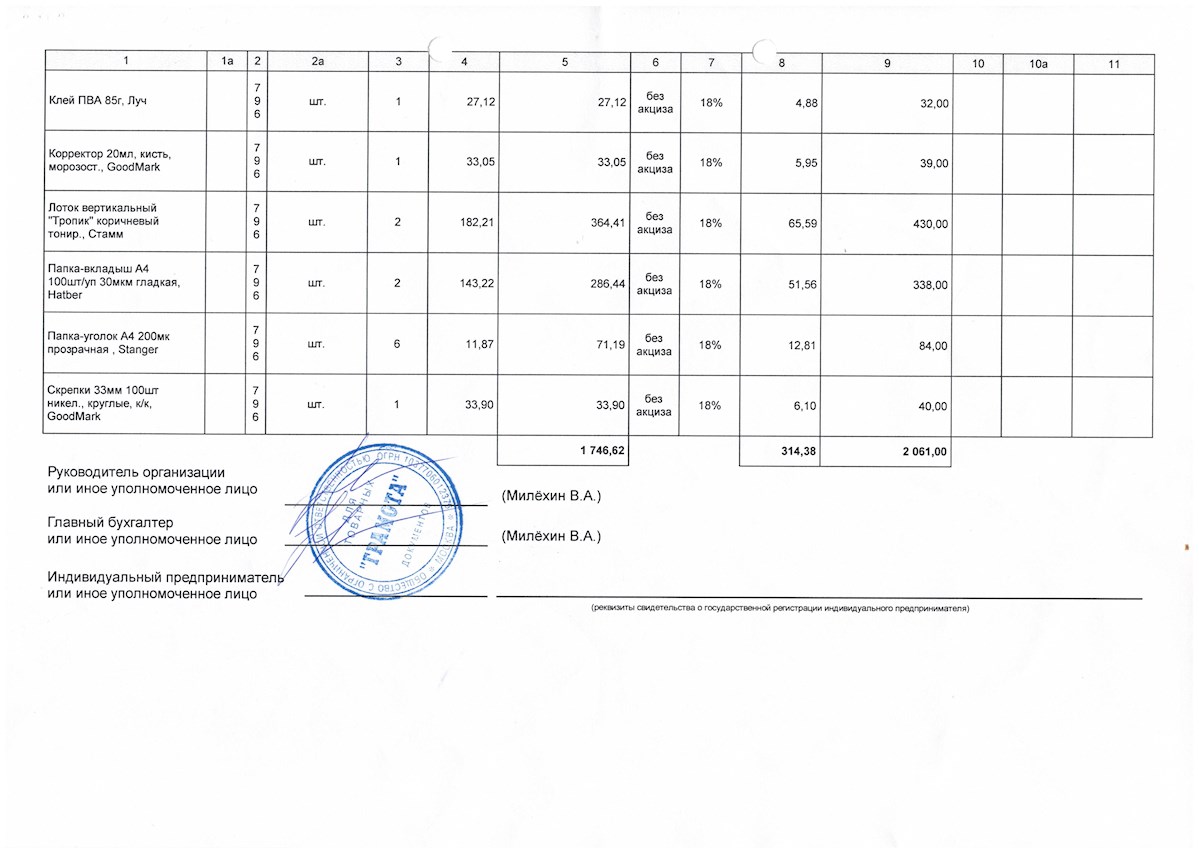 1 1а 2 2а 3 4 5 6 7 8 9 10 10а 11
Клей ПВА 85г, Луч 796 шт. 1 27,12 27,12 без акциза 18% 4,88 32,00
Корректор 20мл, кисть,
морозост., GoodMark 796 шт. 1 33,05 33,05 без акциза 18% 5,95 39,00
Лоток вертикальный
"Тропик" коричневый
тонир., Стамм 796 шт. 2 182,21 364,41 без акциза 18% 65,59 430,00
Папка-вкладыш А4
100шт/уп 30мкм гладкая,
Hatber 796 шт. 2 143,22 286,44 без акциза 18% 51,56 338,00
Папка-уголок А4 200мк
прозрачная , Stanger 796 шт. 6 11,87 71,19 без акциза 18% 12,81 84,00
Скрепки 33мм 100шт
никел., круглые, к/к,
GoodMark 796 шт. 1 33,90 33,90 без акциза 18% 6,10 40,00
1 746,62 314,38 2 061,00
Руководитель организации
или иное уполномоченное лицо
(Милёхин В.А.)
Главный бухгалтер
или иное уполномоченное лицо
(Милёхин В.А.)
Индивидуальный предприниматель
или иное уполномоченное лицо
(реквизиты свидетельства о государственной регистрации индивидуального предпринимателя)
ОБЩЕСТВО С ОГРАНИЧЕННОЙ ОТВЕТСТВЕННОСТЬЮ ОГРН
МОСКВА
ДЛЯ
ТОВАРНЫХ
"ГРАМОТА"
ДОКУМЕНТОВ